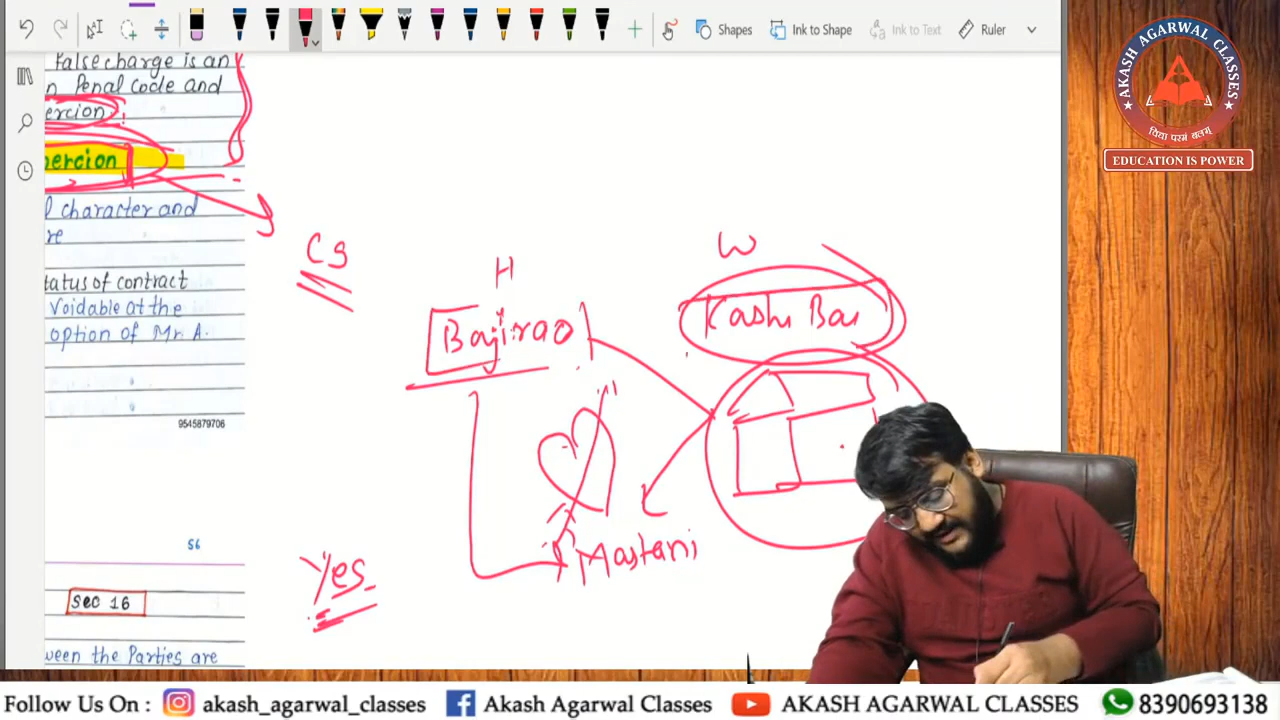 Shapes
Ink to Shape
Ink to Text
Ruler
False charge is an
n Penal code and
ercion
percion
l character and
re
tatus of contract
Voidable at the
option of Mr. A.
9545879706
56
Sec 16
ween the Parties are
CS
H
W
Bajirao
Kashi Bai
Mastani
Yes
AKASH AGARWAL CLASSES
विद्या परमं बलम्
EDUCATION IS POWER
Follow Us On : akash_agarwal_classes Akash Agarwal Classes AKASH AGARWAL CLASSES 8390693138